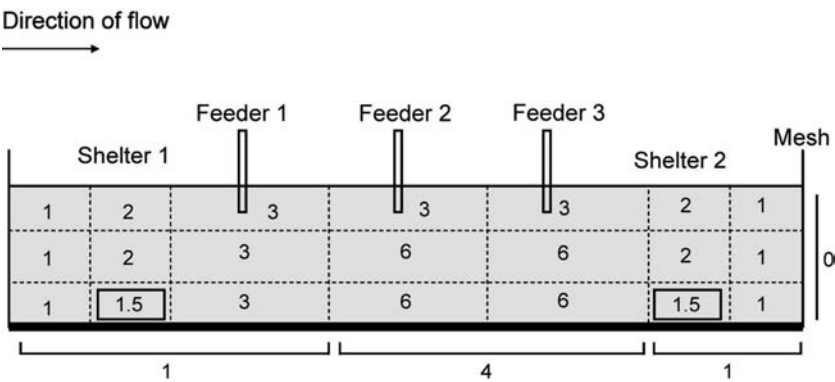 Direction of flow
Feeder 1 Feeder 2 Feeder 3
Mesh
Shelter 1 Shelter 2
1 2 3 3 3 2 1
1 2 3 6 6 2 1
0
1 1.5 3 6 6 1.5 1
1 4 1